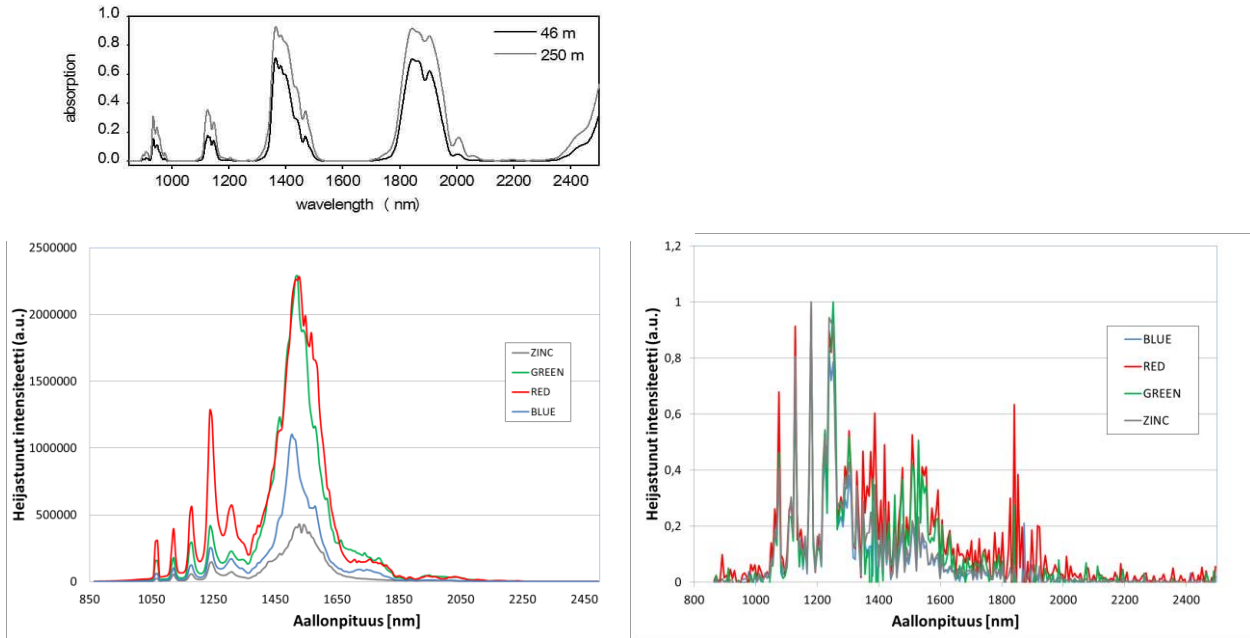 1.0
0.8
0.6
0.4
0.2
0.0
absorption
46 m
250 m
1000 1200 1400 1600 1800 2000 2200 2400
wavelength ( nm)
2500000
2000000
1500000
1000000
500000
0
Heijastunut intensiteetti (a.u.)
ZINC
GREEN
RED
BLUE
850 1050 1250 1450 1650 1850 2050 2250 2450
Aallonpituus [nm]
1,2
1
0,8
0,6
0,4
0,2
0
Heijastunut intensiteetti (a.u.)
BLUE
RED
GREEN
ZINC
800 1000 1200 1400 1600 1800 2000 2200 2400
Aallonpituus [nm]